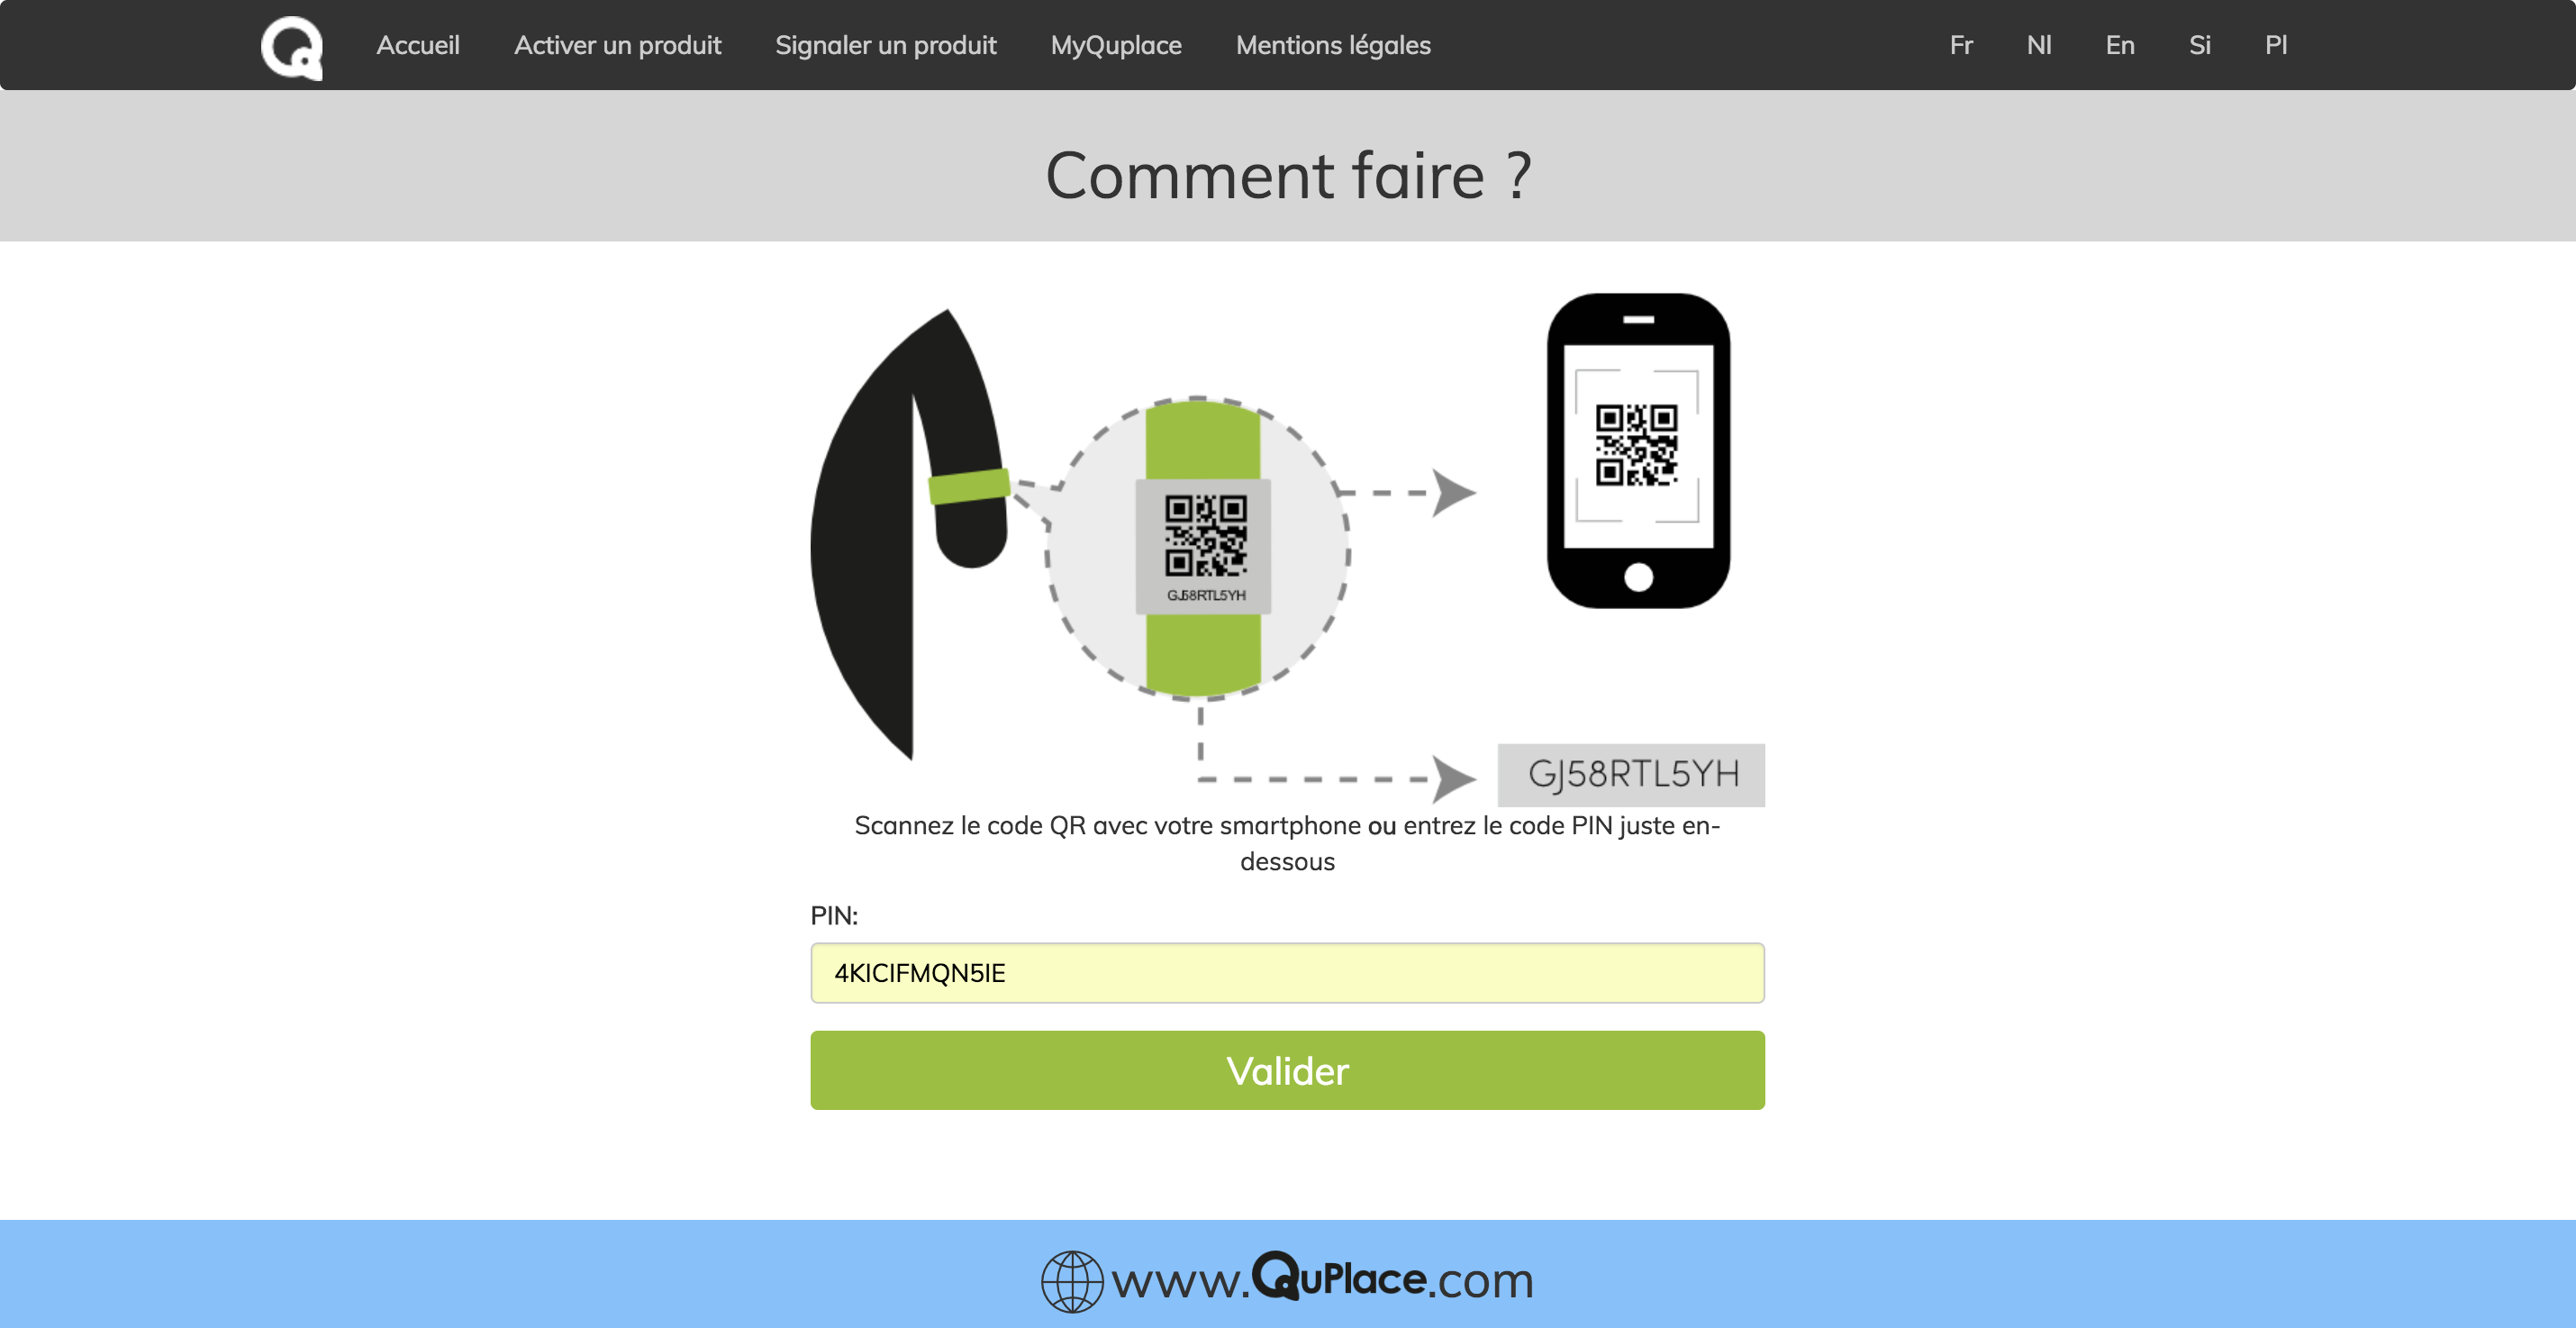 Accueil Activer un produit Signaler un produit MyQuplace Mentions légales Fr Nl En Si Pl
Comment faire ?
GJ58RTL5YH
GJ58RTL5YH
Scannez le code QR avec votre smartphone ou entrez le code PIN juste en-
dessous
PIN:
4KICIFMQN5IE
Valider
www.QuPlace.com